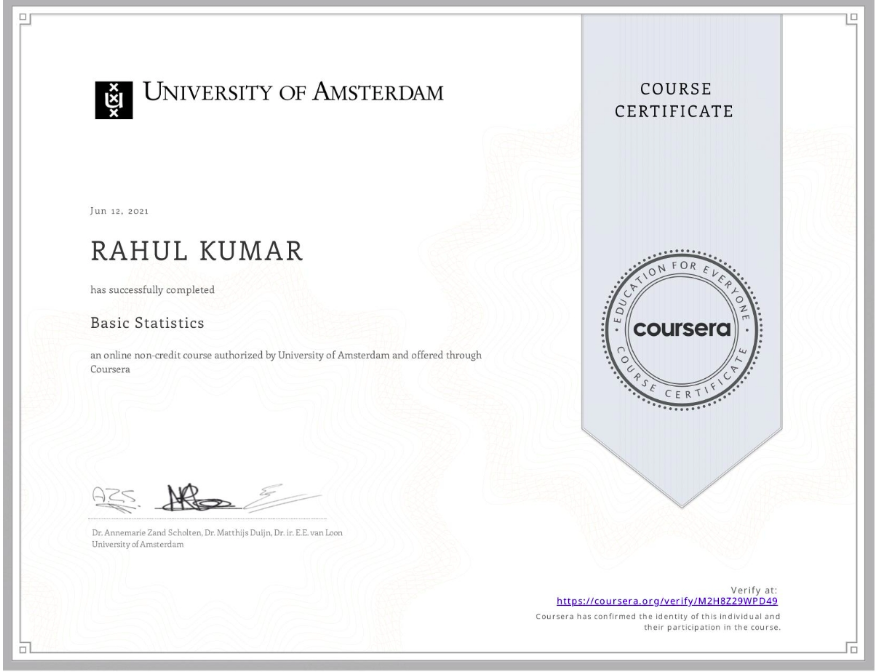 UNIVERSITY OF AMSTERDAM
COURSE
CERTIFICATE
Jun 12, 2021
RAHUL KUMAR
has successfully completed
Basic Statistics
an online non-credit course authorized by University of Amsterdam and offered through
Coursera
EDUCATION FOR EVERYONE
coursera
COURSE CERTIFICATE
Dr. Annemarie Zand Scholten, Dr. Matthijs Duijn, Dr. ir. E.E. van Loon
University of Amsterdam
Verify at:
https://coursera.org/verify/M2H8Z29WPD49
Coursera has confirmed the identity of this individual and
their participation in the course.